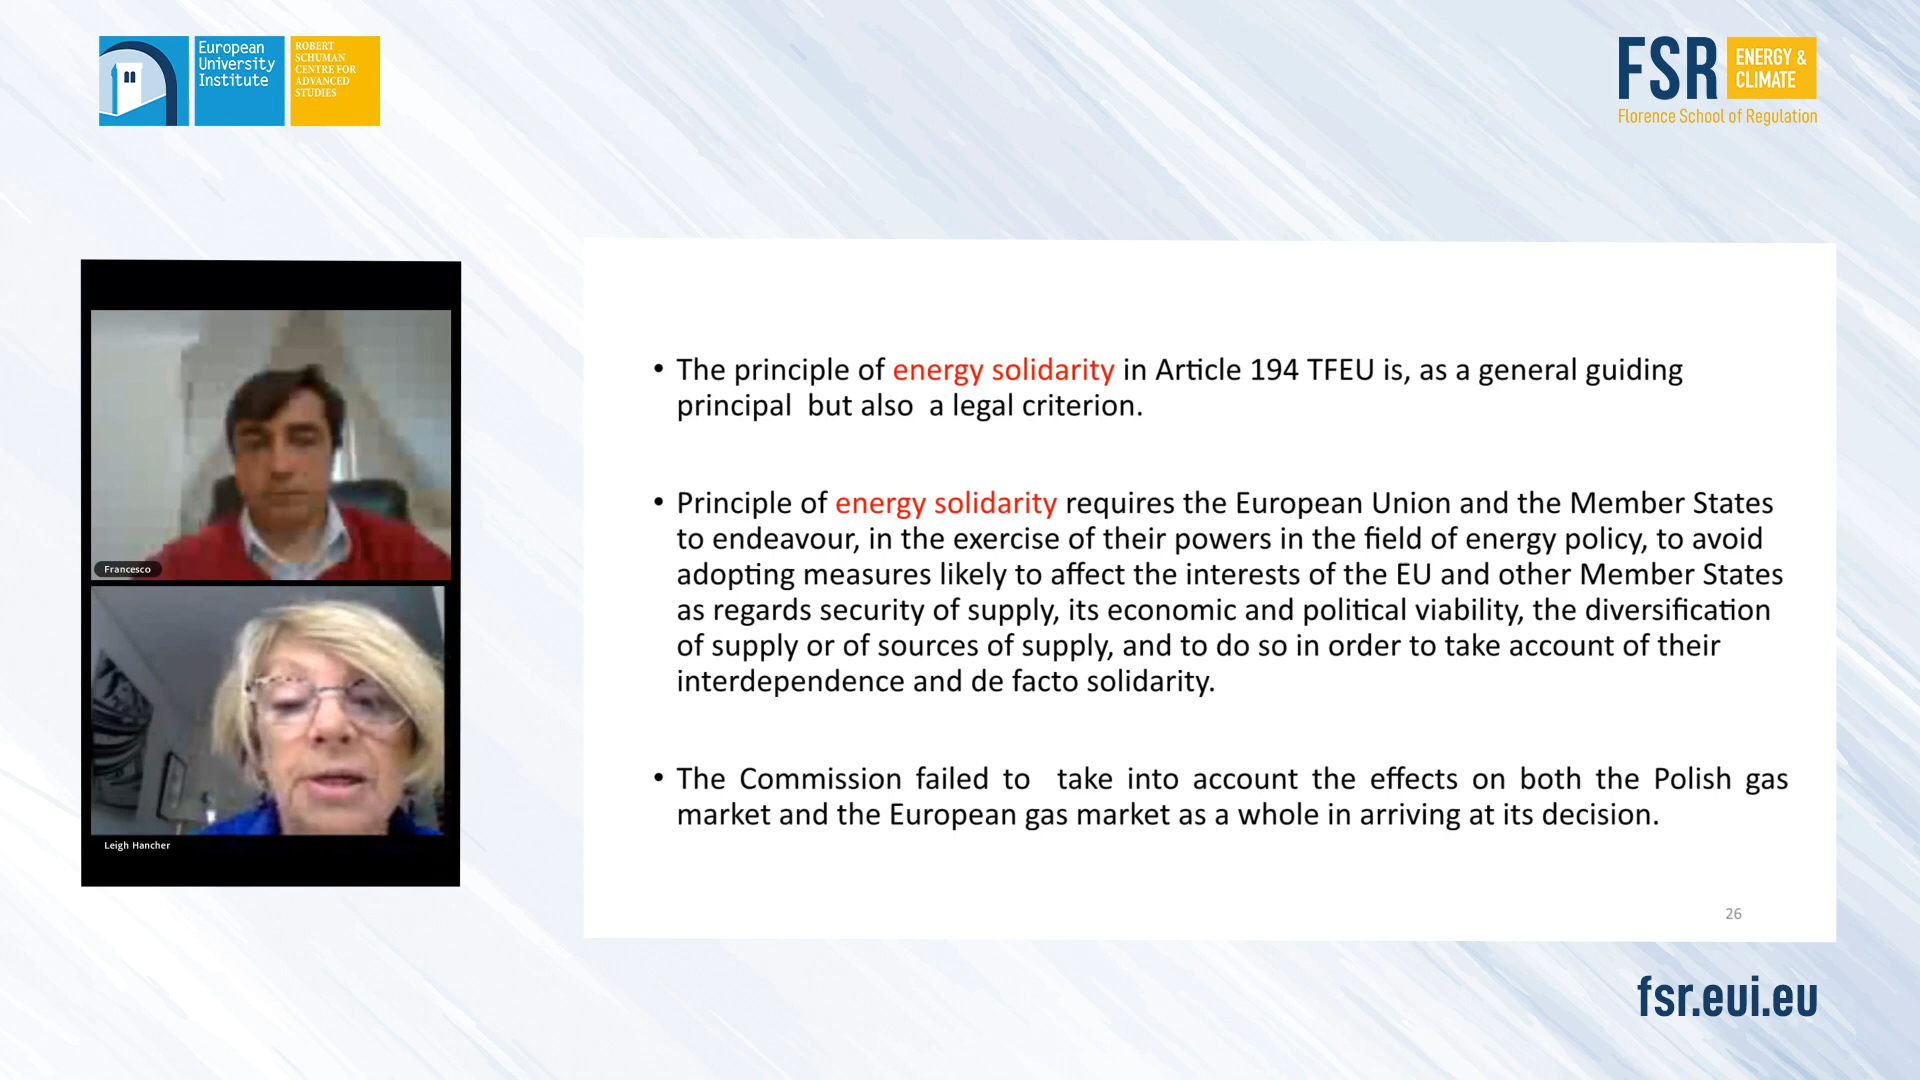 European
University
Institute
ROBERT
SCHUMAN
CENTRE FOR
ADVANCED
STUDIES
FSR
ENERGY &
CLIMATE
Florence School of Regulation
Francesco
Leigh Hancher
• The principle of energy solidarity in Article 194 TFEU is, as a general guiding
principal but also a legal criterion.
• Principle of energy solidarity requires the European Union and the Member States
to endeavour, in the exercise of their powers in the field of energy policy, to avoid
adopting measures likely to affect the interests of the EU and other Member States
as regards security of supply, its economic and political viability, the diversification
of supply or of sources of supply, and to do so in order to take account of their
interdependence and de facto solidarity.
• The Commission failed to take into account the effects on both the Polish gas
market and the European gas market as a whole in arriving at its decision.
26
fsr.eui.eu